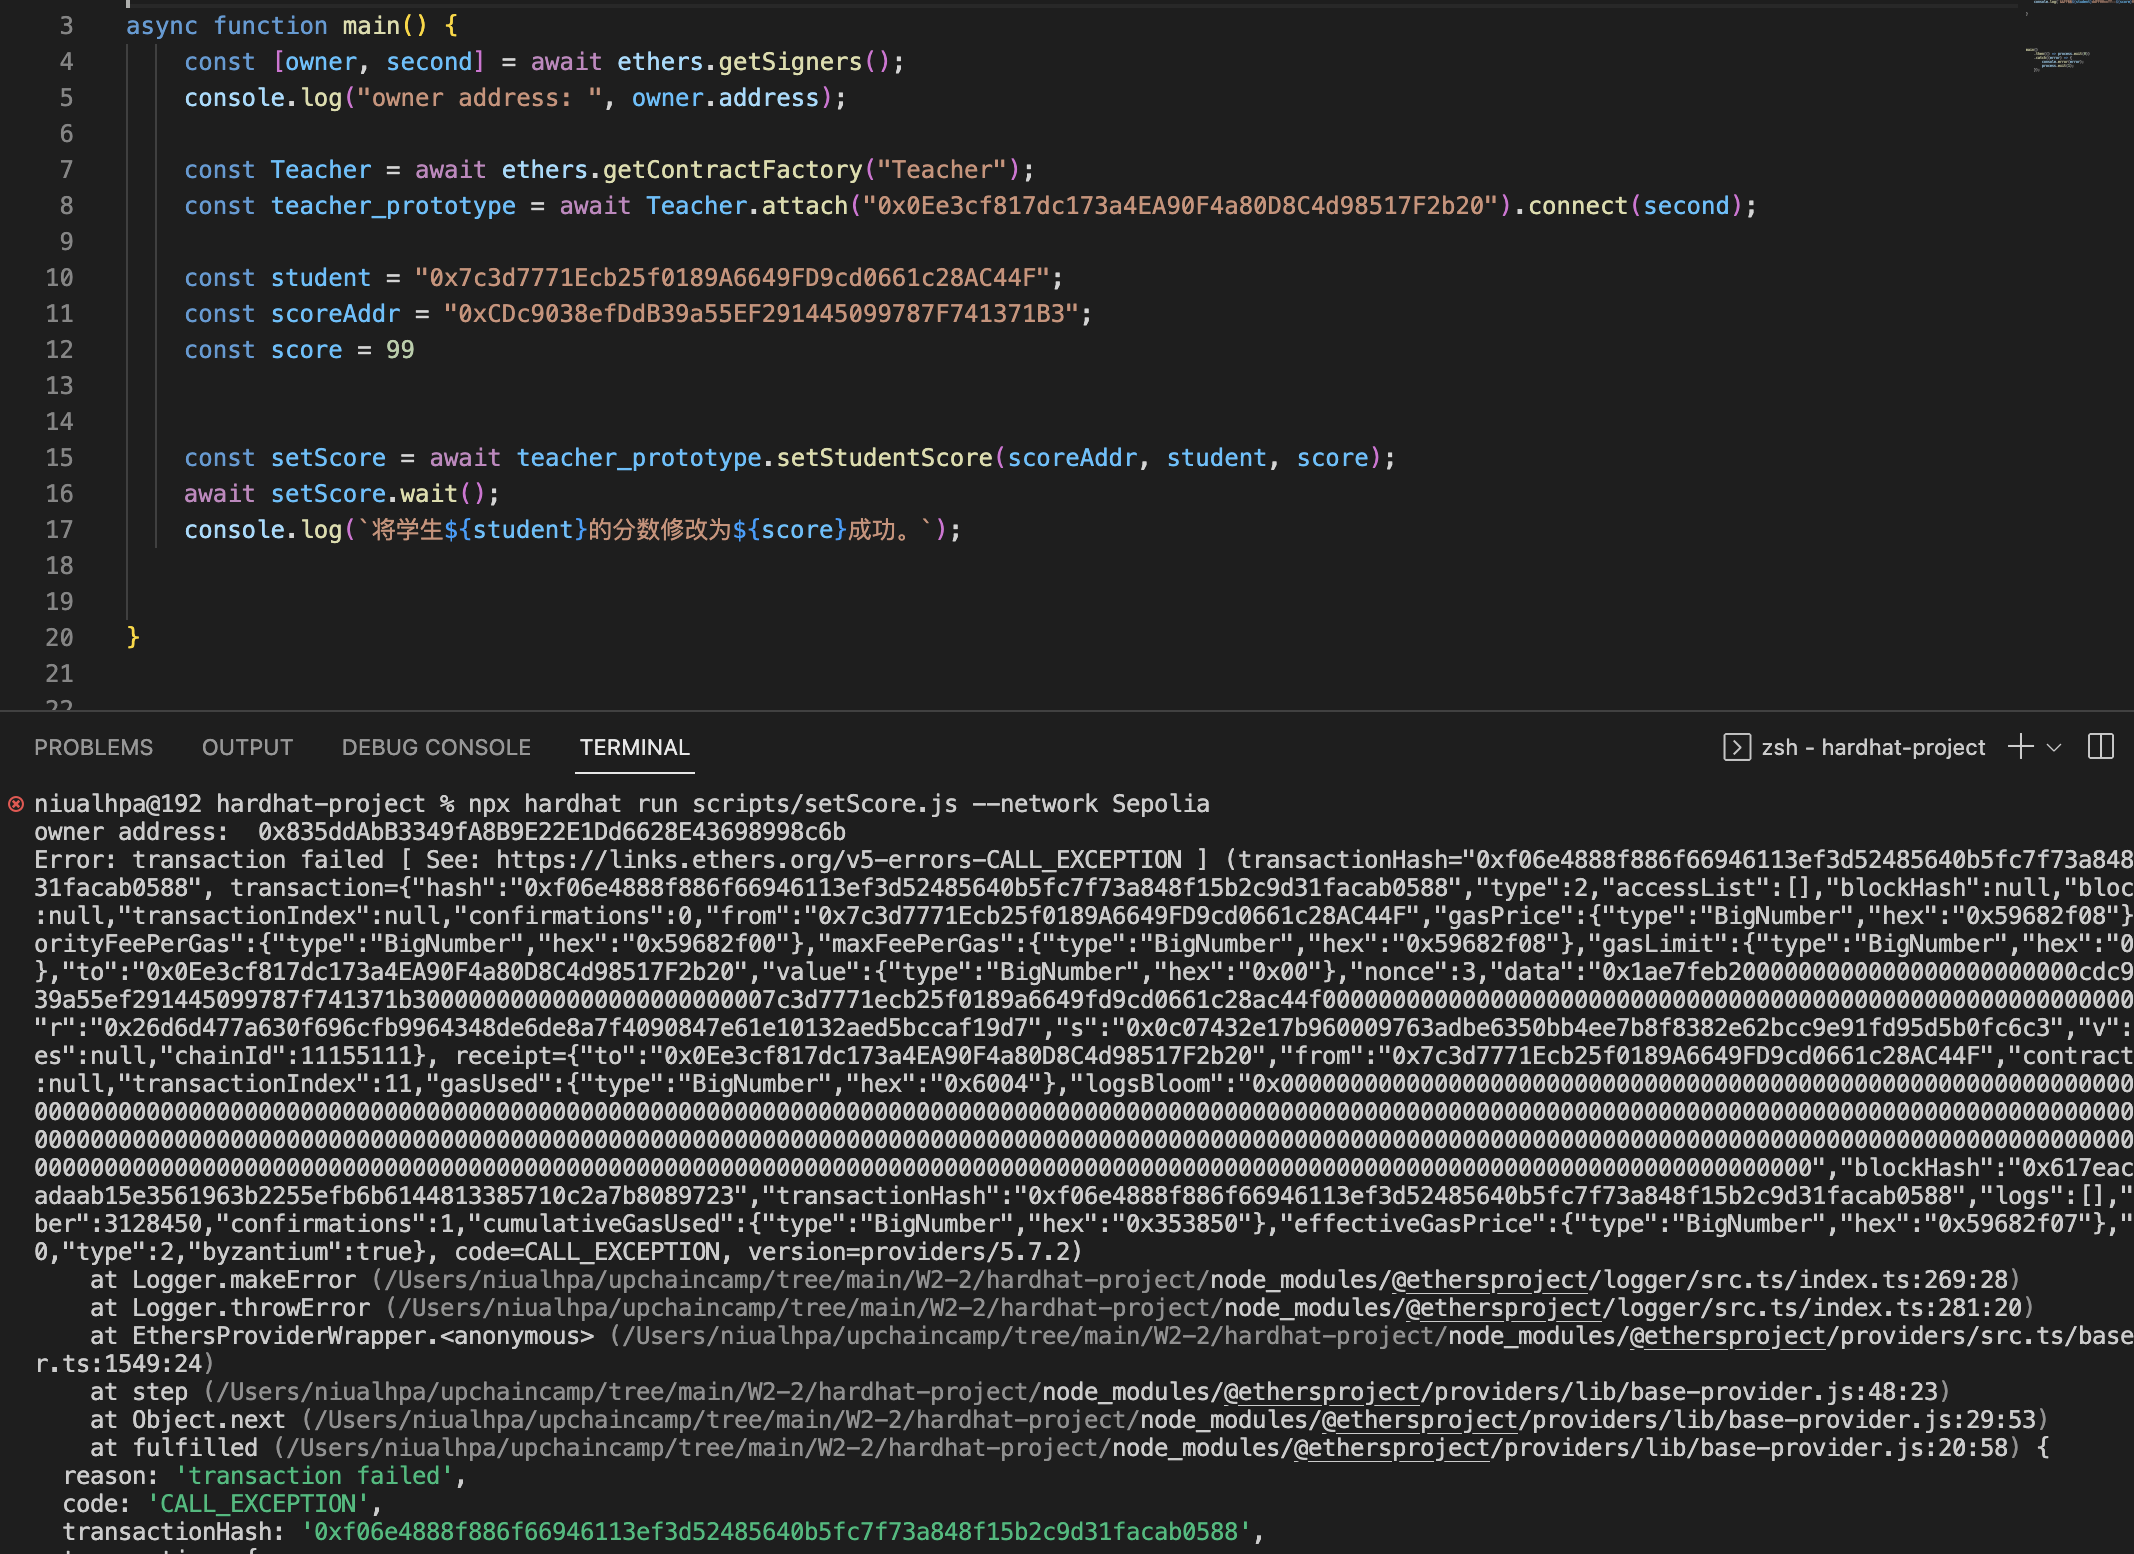 3 async function main() {
4 const [owner, second] = await ethers.getSigners();
5 console.log("owner address: ", owner.address);
6
7 const Teacher = await ethers.getContractFactory("Teacher");
8 const teacher_prototype = await Teacher.attach("0x0Ee3cf817dc173a4EA90F4a80D8C4d98517F2b20").connect(second);
9
10 const student = "0x7c3d7771Ecb25f0189A6649FD9cd0661c28AC44F";
11 const scoreAddr = "0xCDc9038efDdB39a55EF291445099787F741371B3";
12 const score = 99
13
14
15 const setScore = await teacher_prototype.setStudentScore(scoreAddr, student, score);
16 await setScore.wait();
17 console.log(`将学生${student}的分数修改为${score}成功。`);
18
19
20 }
21
22
PROBLEMS OUTPUT DEBUG CONSOLE TERMINAL zsh - hardhat-project
niualhpa@192 hardhat-project % npx hardhat run scripts/setScore.js --network Sepolia
owner address:  0x835ddAbB3349fA8B9E22E1Dd6628E43698998c6b
Error: transaction failed [ See: https://links.ethers.org/v5-errors-CALL_EXCEPTION ] (transactionHash="0xf06e4888f886f66946113ef3d52485640b5fc7f73a848
31facab0588", transaction={"hash":"0xf06e4888f886f66946113ef3d52485640b5fc7f73a848f15b2c9d31facab0588","type":2,"accessList":[],"blockHash":null,"bloc
:null,"transactionIndex":null,"confirmations":0,"from":"0x7c3d7771Ecb25f0189A6649FD9cd0661c28AC44F","gasPrice":{"type":"BigNumber","hex":"0x59682f08"}
orityFeePerGas":{"type":"BigNumber","hex":"0x59682f00"},"maxFeePerGas":{"type":"BigNumber","hex":"0x59682f08"},"gasLimit":{"type":"BigNumber","hex":"0
},"to":"0x0Ee3cf817dc173a4EA90F4a80D8C4d98517F2b20","value":{"type":"BigNumber","hex":"0x00"},"nonce":3,"data":"0x1ae7feb2000000000000000000000000cdc9
39a55ef291445099787f741371b30000000000000000000000007c3d7771ecb25f0189a6649fd9cd0661c28ac44f0000000000000000000000000000000000000000000000000000000000
"r":"0x26d6d477a630f696cfb9964348de6de8a7f4090847e61e10132aed5bccaf19d7","s":"0x0c07432e17b960009763adbe6350bb4ee7b8f8382e62bcc9e91fd95d5b0fc6c3","v":
es":null,"chainId":11155111}, receipt={"to":"0x0Ee3cf817dc173a4EA90F4a80D8C4d98517F2b20","from":"0x7c3d7771Ecb25f0189A6649FD9cd0661c28AC44F","contract
:null,"transactionIndex":11,"gasUsed":{"type":"BigNumber","hex":"0x6004"},"logsBloom":"0x0000000000000000000000000000000000000000000000000000000000000
000000000000000000000000000000000000000000000000000000000000000000000000000000000000000000000000000000000000000000000000000000000000000000000000000000
000000000000000000000000000000000000000000000000000000000000000000000000000000000000000000000000000000000000000000000000000000000000000000000000000000
0000000000000000000000000000000000000000000000000000000000000000000000000000000000000000000000000000000000000000000000000000000","blockHash":"0x617eac
adaab15e3561963b2255efb6b6144813385710c2a7b8089723","transactionHash":"0xf06e4888f886f66946113ef3d52485640b5fc7f73a848f15b2c9d31facab0588","logs":[],"
ber":3128450,"confirmations":1,"cumulativeGasUsed":{"type":"BigNumber","hex":"0x353850"},"effectiveGasPrice":{"type":"BigNumber","hex":"0x59682f07"},"
0,"type":2,"byzantium":true}, code=CALL_EXCEPTION, version=providers/5.7.2)
at Logger.makeError (/Users/niualhpa/upchaincamp/tree/main/W2-2/hardhat-project/node_modules/@ethersproject/logger/src.ts/index.ts:269:28)
at Logger.throwError (/Users/niualhpa/upchaincamp/tree/main/W2-2/hardhat-project/node_modules/@ethersproject/logger/src.ts/index.ts:281:20)
at EthersProviderWrapper.<anonymous> (/Users/niualhpa/upchaincamp/tree/main/W2-2/hardhat-project/node_modules/@ethersproject/providers/src.ts/base
r.ts:1549:24)
at step (/Users/niualhpa/upchaincamp/tree/main/W2-2/hardhat-project/node_modules/@ethersproject/providers/lib/base-provider.js:48:23)
at Object.next (/Users/niualhpa/upchaincamp/tree/main/W2-2/hardhat-project/node_modules/@ethersproject/providers/lib/base-provider.js:29:53)
at fulfilled (/Users/niualhpa/upchaincamp/tree/main/W2-2/hardhat-project/node_modules/@ethersproject/providers/lib/base-provider.js:20:58) {
reason: 'transaction failed',
code: 'CALL_EXCEPTION',
transactionHash: '0xf06e4888f886f66946113ef3d52485640b5fc7f73a848f15b2c9d31facab0588',